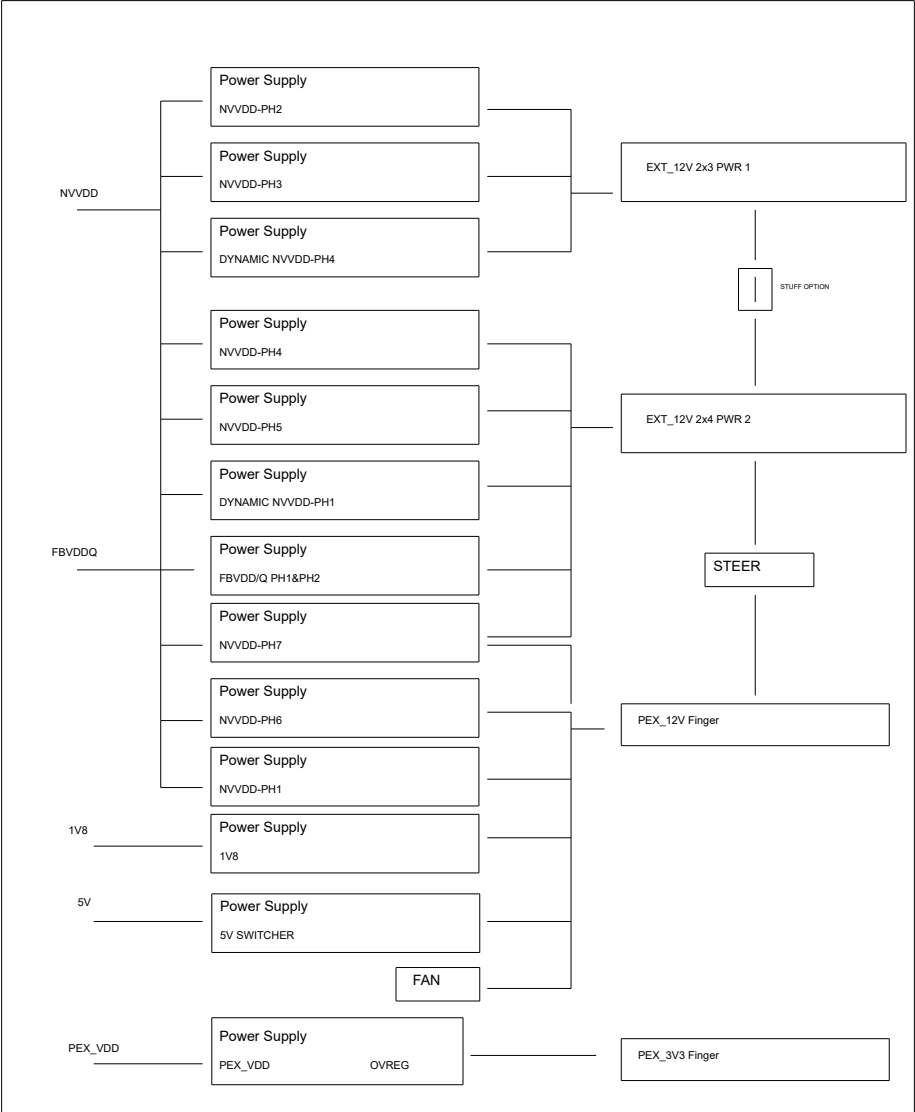 Power Supply
NVVDD-PH2
Power Supply
NVVDD-PH3
EXT_12V 2x3 PWR 1
NVVDD
Power Supply
DYNAMIC NVVDD-PH4
STUFF OPTION
Power Supply
NVVDD-PH4
Power Supply
NVVDD-PH5
EXT_12V 2x4 PWR 2
Power Supply
DYNAMIC NVVDD-PH1
FBVDDQ
Power Supply
FBVDD/Q PH1&PH2
STEER
Power Supply
NVVDD-PH7
Power Supply
NVVDD-PH6
PEX_12V Finger
Power Supply
NVVDD-PH1
1V8
Power Supply
1V8
5V
Power Supply
5V SWITCHER
FAN
PEX_VDD
Power Supply
PEX_VDD OVREG
PEX_3V3 Finger